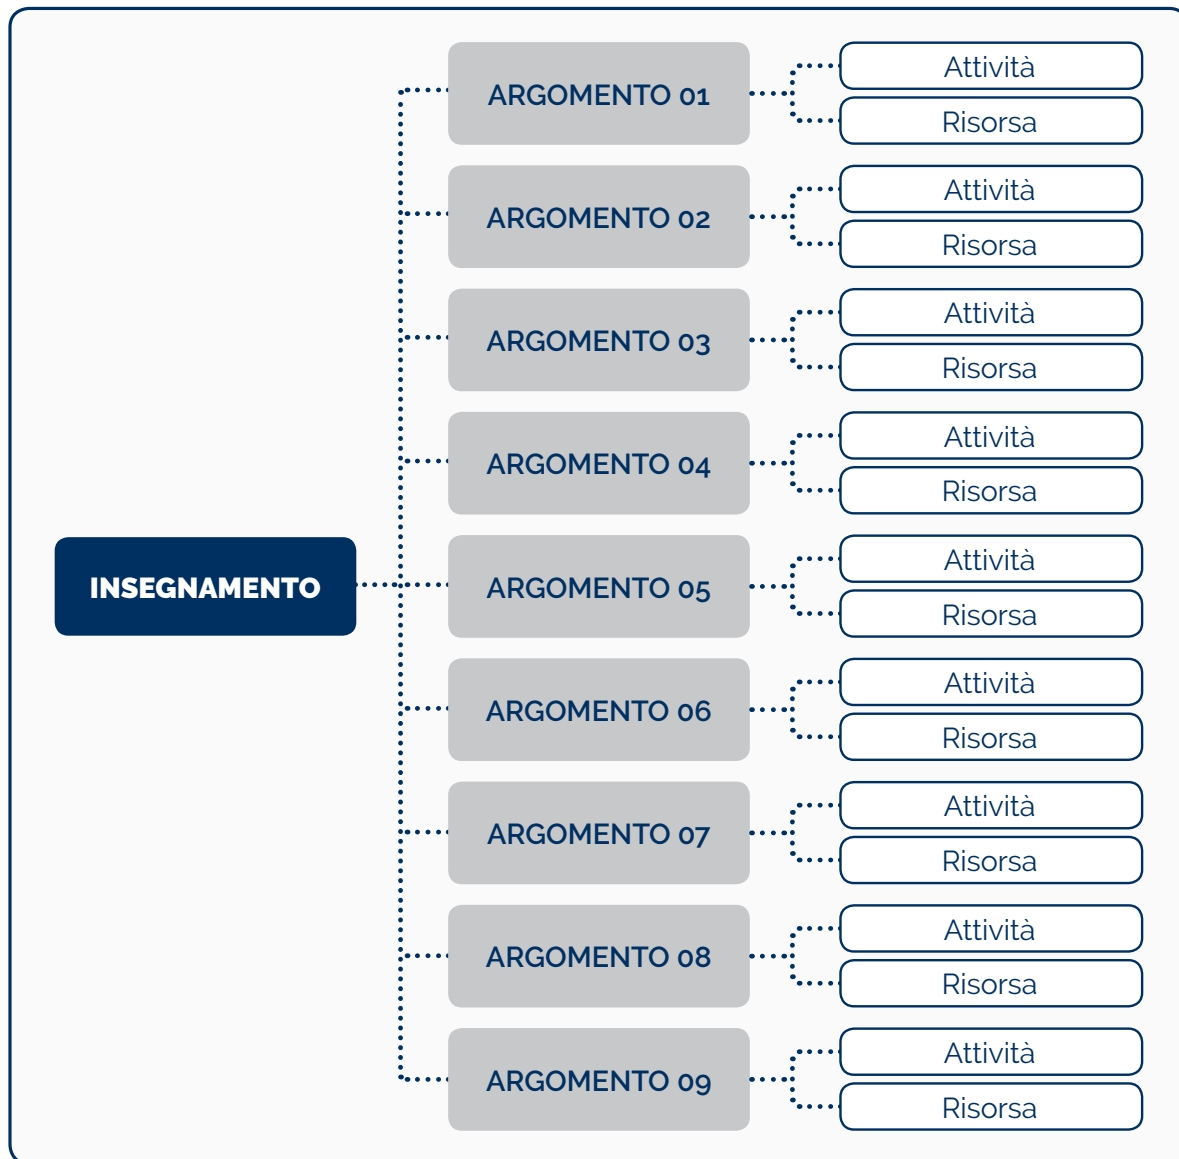 ARGOMENTO 01
Attività
Risorsa
ARGOMENTO 02
Attività
Risorsa
ARGOMENTO 03
Attività
Risorsa
ARGOMENTO 04
Attività
Risorsa
INSEGNAMENTO
ARGOMENTO 05
Attività
Risorsa
ARGOMENTO 06
Attività
Risorsa
ARGOMENTO 07
Attività
Risorsa
ARGOMENTO 08
Attività
Risorsa
ARGOMENTO 09
Attività
Risorsa